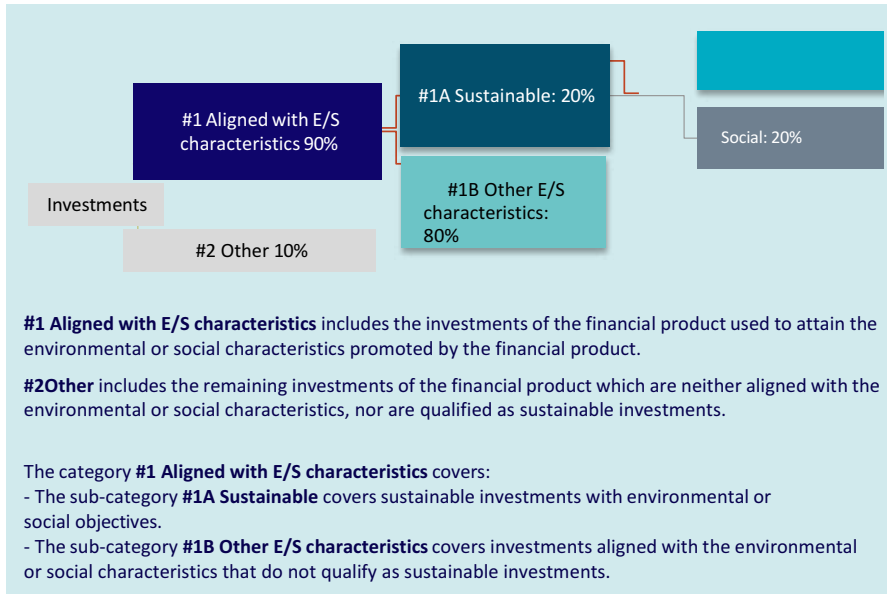 #1 Aligned with E/S
characteristics 90%
#1A Sustainable: 20%
Social: 20%
#1B Other E/S
characteristics:
80%
Investments
#2 Other 10%
#1 Aligned with E/S characteristics includes the investments of the financial product used to attain the
environmental or social characteristics promoted by the financial product.
#2Other includes the remaining investments of the financial product which are neither aligned with the
environmental or social characteristics, nor are qualified as sustainable investments.
The category #1 Aligned with E/S characteristics covers:
- The sub-category #1A Sustainable covers sustainable investments with environmental or
social objectives.
- The sub-category #1B Other E/S characteristics covers investments aligned with the environmental
or social characteristics that do not qualify as sustainable investments.